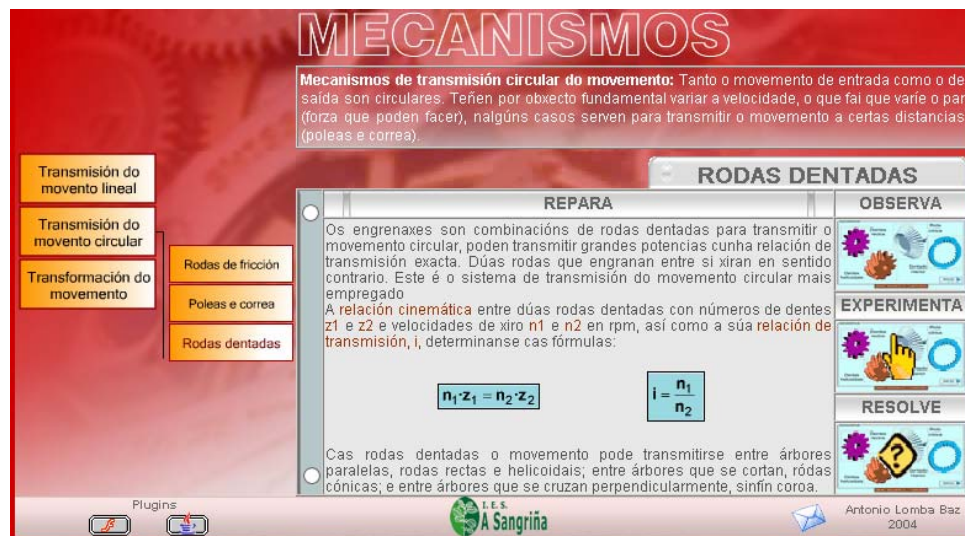 MECANISMOS
Mecanismos de transmisión circular do movemento: Tanto o movemento de entrada como o de
saída son circulares. Teñen por obxecto fundamental variar a velocidade, o que fai que varíe o par
(forza que poden facer), nalgúns casos serven para transmitir o movemento a certas distancias
(poleas e correa).
Transmisión do
movento lineal
Transmisión do
movento circular
Transformación do
movemento
Rodas de fricción
Poleas e correa
Rodas dentadas
RODAS DENTADAS
REPARA
Os engrenaxes son combinacións de rodas dentadas para transmitir o
movemento circular, poden transmitir grandes potencias cunha relación de
transmisión exacta. Dúas rodas que engranan entre si xiran en sentido
contrario. Este é o sistema de transmisión do movemento circular mais
empregado
A relación cinemática entre dúas rodas dentadas con números de dentes
z1 e z2 e velocidades de xiro n1 e n2 en rpm, así como a súa relación de
transmisión, i, determinanse cas fórmulas:
n₁·z₁ = n₂·z₂
i = n₁
n₂
Cas rodas dentadas o movemento pode transmitirse entre árbores
paralelas, rodas rectas e helicoidais; entre árbores que se cortan, ródas
cónicas; e entre árbores que se cruzan perpendicularmente, sinfín coroa.
OBSERVA
EXPERIMENTA
RESOLVE
?
Plugins
I.E.S.
A Sangriña
Antonio Lomba Baz
2004